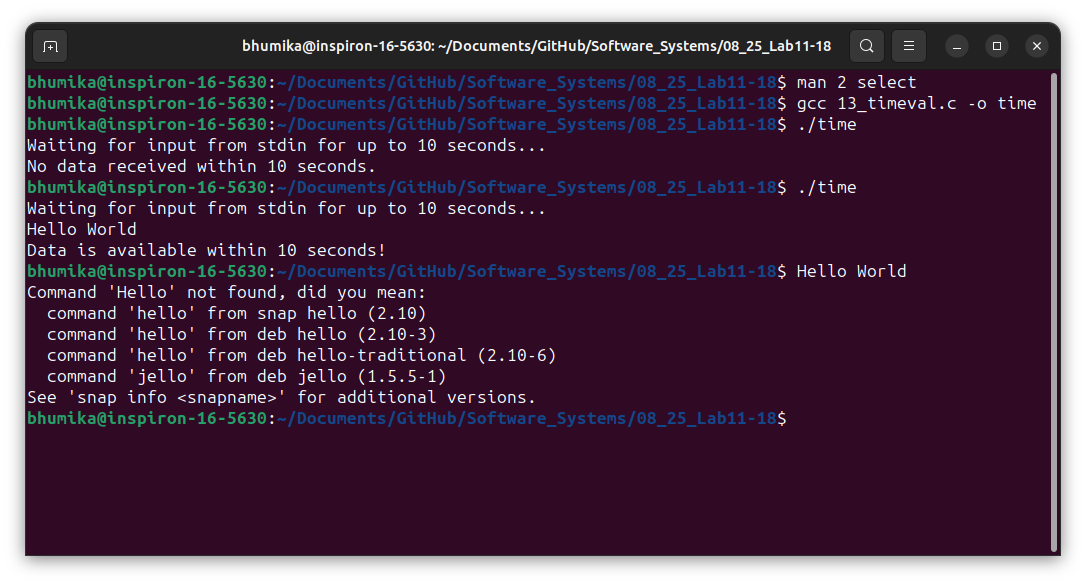 bhumika@inspiron-16-5630: ~/Documents/GitHub/Software_Systems/08_25_Lab11-18
bhumika@inspiron-16-5630:~/Documents/GitHub/Software_Systems/08_25_Lab11-18$ man 2 select
bhumika@inspiron-16-5630:~/Documents/GitHub/Software_Systems/08_25_Lab11-18$ gcc 13_timeval.c -o time
bhumika@inspiron-16-5630:~/Documents/GitHub/Software_Systems/08_25_Lab11-18$ ./time
Waiting for input from stdin for up to 10 seconds...
No data received within 10 seconds.
bhumika@inspiron-16-5630:~/Documents/GitHub/Software_Systems/08_25_Lab11-18$ ./time
Waiting for input from stdin for up to 10 seconds...
Hello World
Data is available within 10 seconds!
bhumika@inspiron-16-5630:~/Documents/GitHub/Software_Systems/08_25_Lab11-18$ Hello World
Command 'Hello' not found, did you mean:
  command 'hello' from snap hello (2.10)
  command 'hello' from deb hello (2.10-3)
  command 'hello' from deb hello-traditional (2.10-6)
  command 'jello' from deb jello (1.5.5-1)
See 'snap info <snapname>' for additional versions.
bhumika@inspiron-16-5630:~/Documents/GitHub/Software_Systems/08_25_Lab11-18$